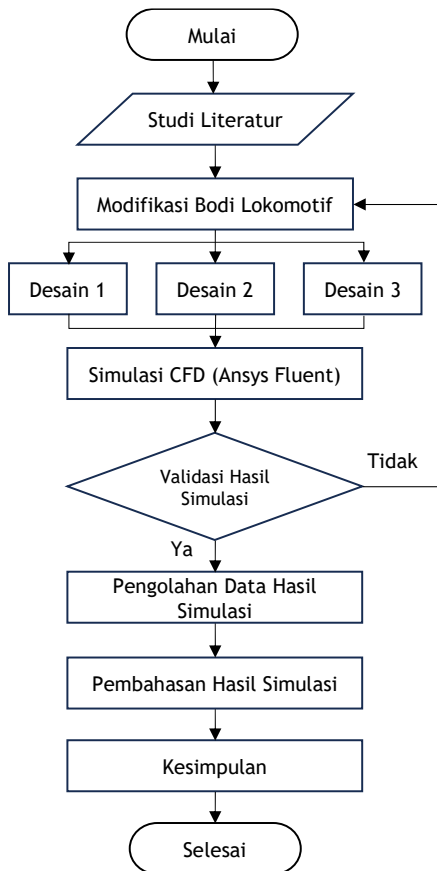 Mulai
Studi Literatur
Modifikasi Bodi Lokomotif
Desain 1
Desain 2
Desain 3
Simulasi CFD (Ansys Fluent)
Tidak
Validasi Hasil
Simulasi
Ya
Pengolahan Data Hasil
Simulasi
Pembahasan Hasil Simulasi
Kesimpulan
Selesai